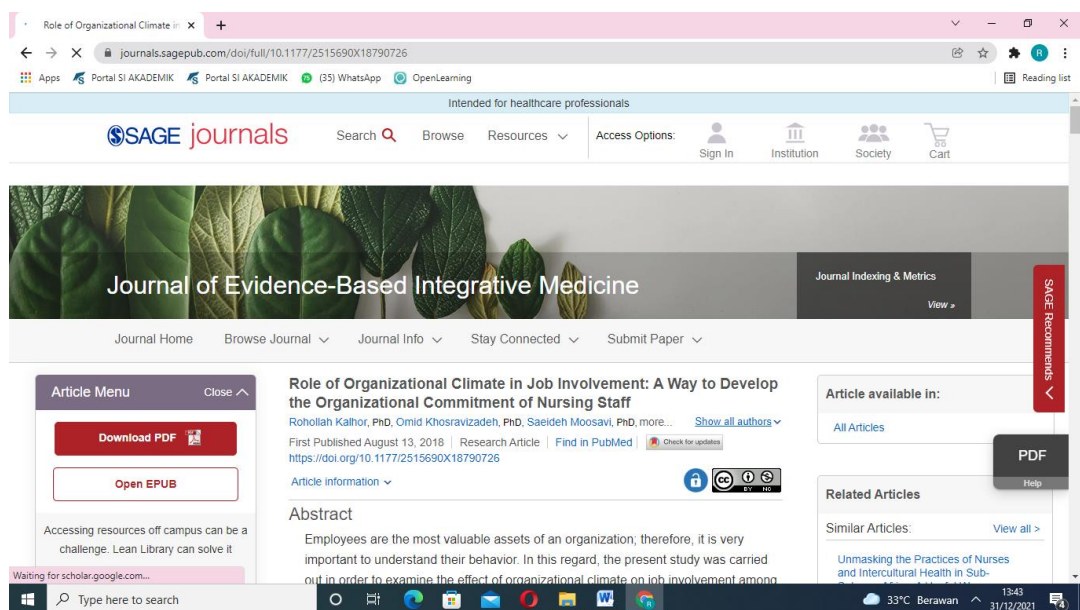 Role of Organizational Climate in
journals.sagepub.com/doi/full/10.1177/2515690X18790726
R
Apps Portal SI AKADEMIK Portal SI AKADEMIK (35) WhatsApp OpenLearning Reading list
Intended for healthcare professionals
SAGE journals Search Browse Resources Access Options: Sign In Institution Society Cart
Journal of Evidence-Based Integrative Medicine
Journal Indexing & Metrics
View »
SAGE Recommends
Journal Home Browse Journal Journal Info Stay Connected Submit Paper
Article Menu Close
Download PDF
Open EPUB
Accessing resources off campus can be a
challenge. Lean Library can solve it
Role of Organizational Climate in Job Involvement: A Way to Develop
the Organizational Commitment of Nursing Staff
Rohollah Kalhor, PhD, Omid Khosravizadeh, PhD, Saeideh Moosavi, PhD, more... Show all authors
First Published August 13, 2018 Research Article Find in PubMed Check for updates
https://doi.org/10.1177/2515690X18790726
Article information
CC BY NC
Abstract
Employees are the most valuable assets of an organization; therefore, it is very
important to understand their behavior. In this regard, the present study was carried
out in order to examine the effect of organizational climate on job involvement among
Article available in:
All Articles
PDF
Help
Related Articles
Similar Articles: View all >
Unmasking the Practices of Nurses
and Intercultural Health in Sub-
Waiting for scholar.google.com...
Type here to search
33°C Berawan
13:43
31/12/2021
4